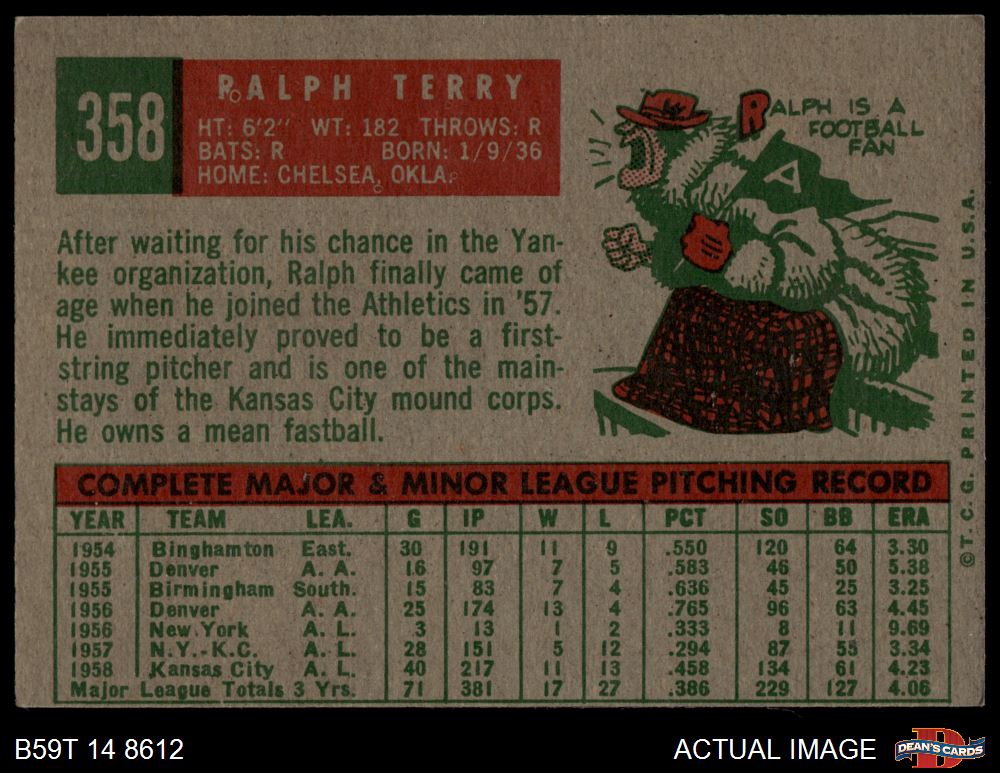 358
RALPH TERRY
HT: 6'2" WT: 182 THROWS: R
BATS: R BORN: 1/9/36
HOME: CHELSEA, OKLA.
RALPH IS A
FOOTBALL
FAN
A
After waiting for his chance in the Yan-
kee organization, Ralph finally came of
age when he joined the Athletics in '57.
He immediately proved to be a first-
string pitcher and is one of the main-
stays of the Kansas City mound corps.
He owns a mean fastball.
COMPLETE MAJOR & MINOR LEAGUE PITCHING RECORD
YEAR TEAM LEA. G IP W L PCT SO BB ERA
1954 Binghamton East. 30 191 11 9 .550 120 64 3.30
1955 Denver A. A. 16 97 7 5 .583 46 50 5.38
1955 Birmingham South. 15 83 7 4 .636 45 25 3.25
1956 Denver A. A. 25 174 13 4 .765 96 63 4.45
1956 New York A. L. 3 13 1 2 .333 8 11 9.69
1957 N.Y.-K.C. A. L. 28 151 5 12 .294 87 55 3.34
1958 Kansas City A. L. 40 217 11 13 .458 134 61 4.23
Major League Totals 3 Yrs. 71 381 17 27 .386 229 127 4.06
© T. C. G. PRINTED IN U.S.A.
B59T 14 8612
ACTUAL IMAGE
D
DEAN'S CARDS